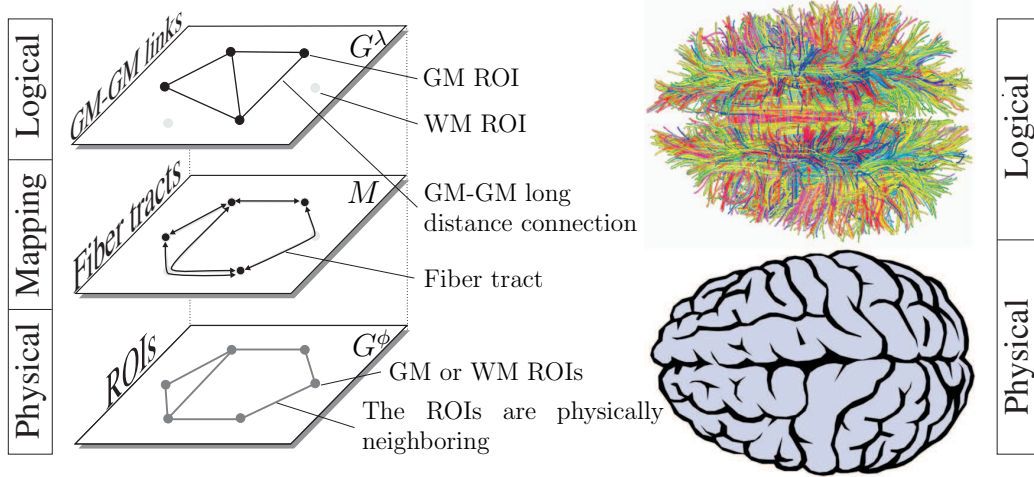 Logical
GM-GM links
G^λ
GM ROI
WM ROI
GM-GM long
distance connection
Mapping
Fiber tracts
M
Fiber tract
Physical
ROIs
G^ϕ
GM or WM ROIs
The ROIs are physically
neighboring
Logical
Physical